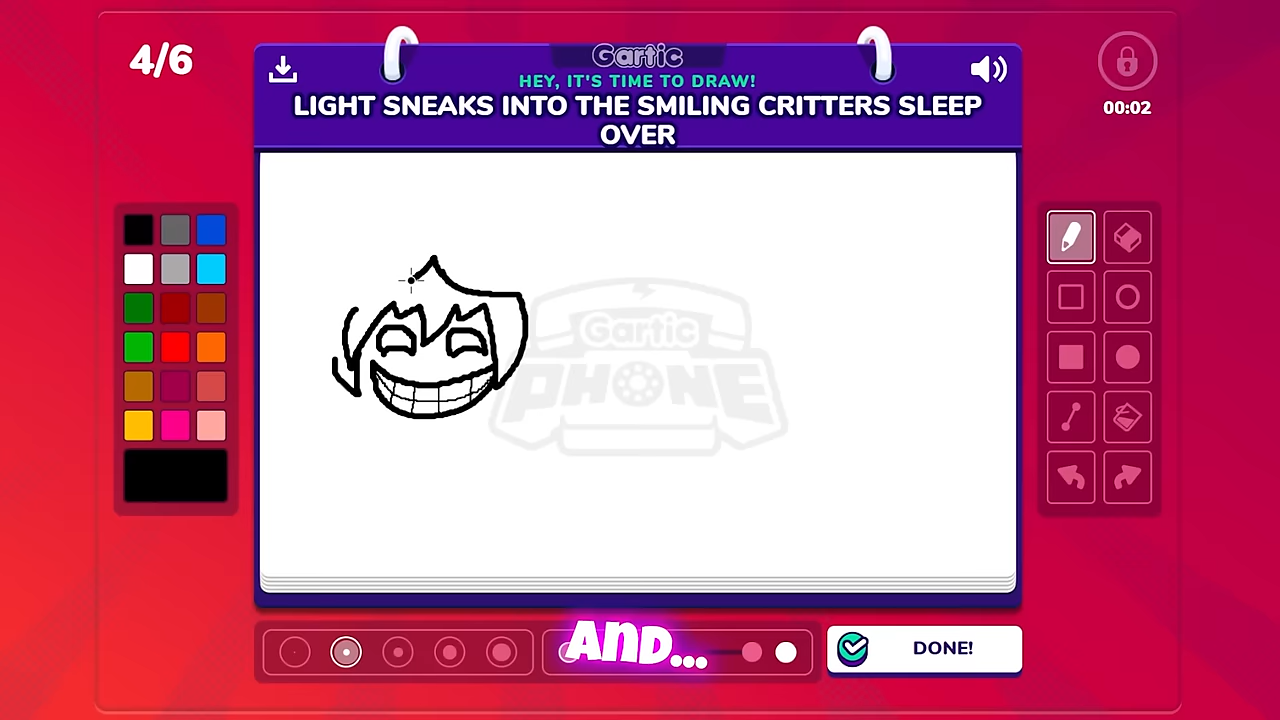 4/6
Gartic
HEY, IT'S TIME TO DRAW!
LIGHT SNEAKS INTO THE SMILING CRITTERS SLEEP
OVER
00:02
Gartic
PHONE
AND...
DONE!